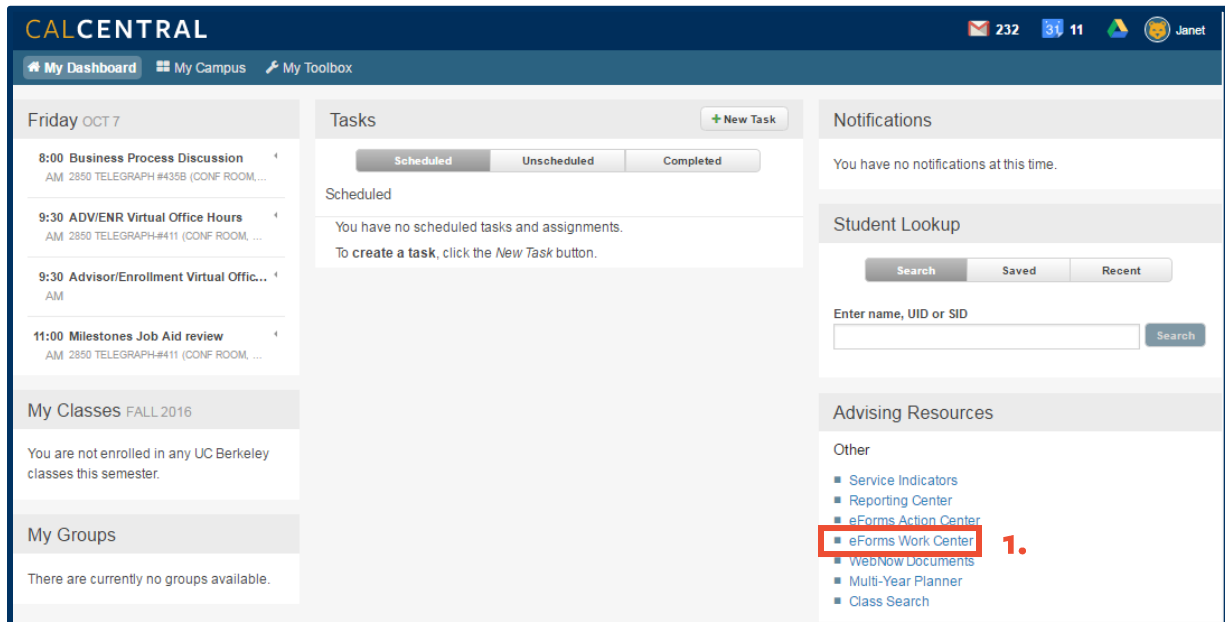 CALCENTRAL
232
31 11
Janet
My Dashboard
My Campus
My Toolbox
Friday OCT 7
8:00 AM Business Process Discussion
2850 TELEGRAPH #435B (CONF ROOM,...
9:30 AM ADV/ENR Virtual Office Hours
2850 TELEGRAPH-#411 (CONF ROOM, ...
9:30 AM Advisor/Enrollment Virtual Offic...
11:00 AM Milestones Job Aid review
2850 TELEGRAPH-#411 (CONF ROOM, ...
My Classes FALL 2016
You are not enrolled in any UC Berkeley
classes this semester.
My Groups
There are currently no groups available.
Tasks
+ New Task
Scheduled
Unscheduled
Completed
Scheduled
You have no scheduled tasks and assignments.
To create a task, click the New Task button.
Notifications
You have no notifications at this time.
Student Lookup
Search
Saved
Recent
Enter name, UID or SID
Search
Advising Resources
Other
Service Indicators
Reporting Center
eForms Action Center
eForms Work Center
1.
WebNow Documents
Multi-Year Planner
Class Search